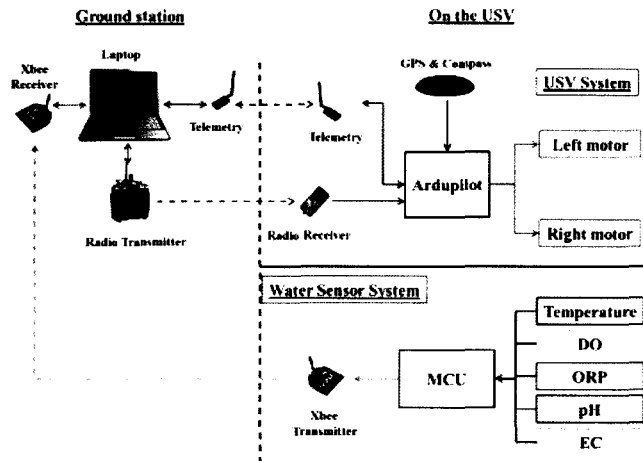 Ground station
On the USV
Laptop
Xbee
Receiver
GPS & Compass
USV System
Telemetry
Telemetry
Left motor
Ardupilot
Radio Transmitter
Radio Receiver
Right motor
Water Sensor System
Temperature
DO
MCU
ORP
pH
Xbee
Transmitter
EC